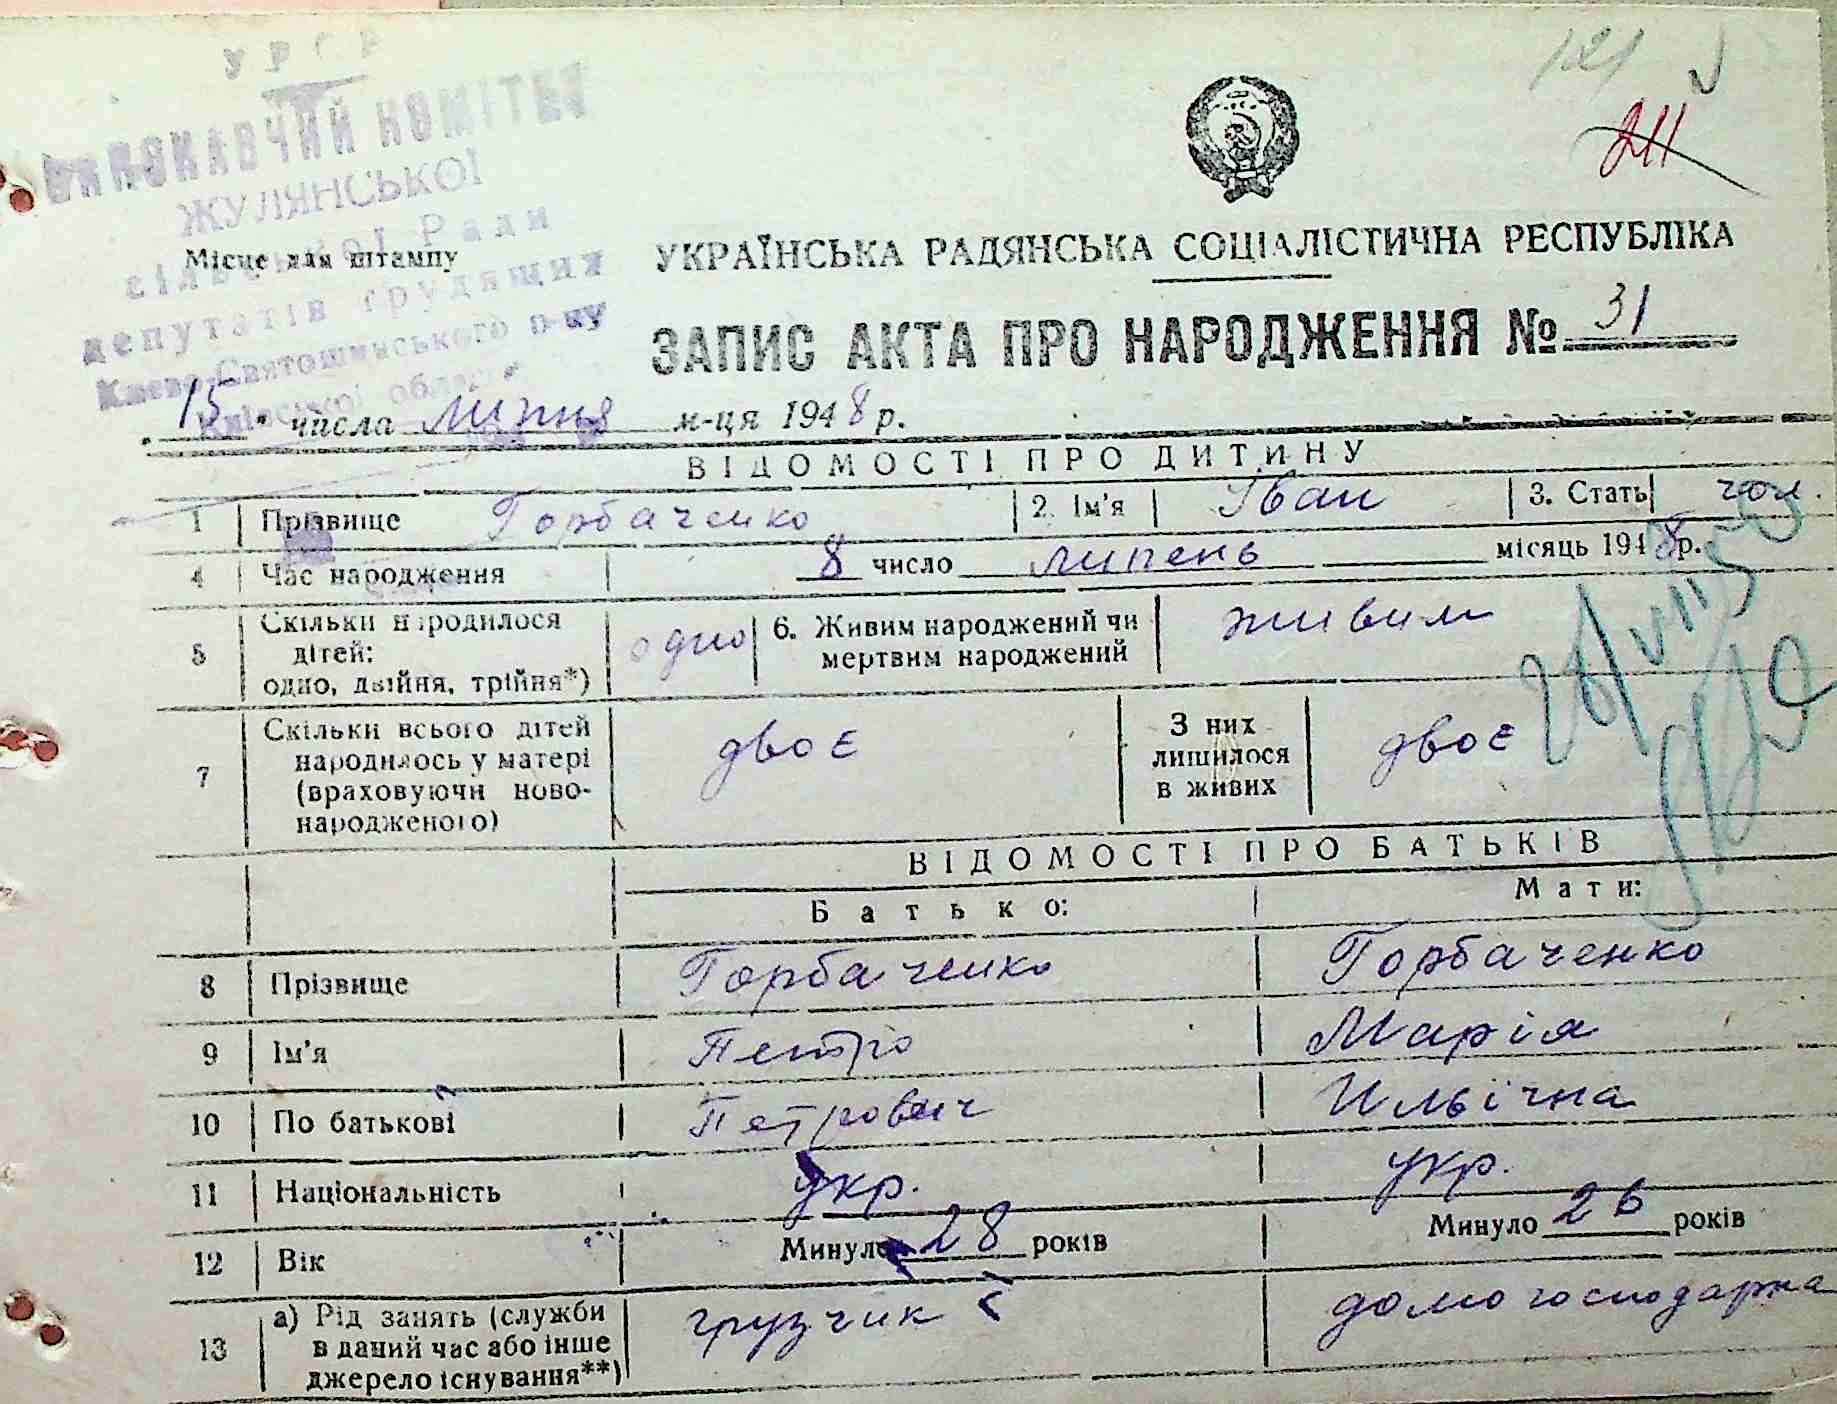 УРСР
ВИКОНАВЧИЙ КОМІТЕТ
ЖУЛЯНСЬКОЇ
сільської Ради
депутатів трудящих
Києво-Святошинського р-ну
Київської області
Місце для штампу
121
211
УКРАЇНСЬКА РАДЯНСЬКА СОЦІАЛІСТИЧНА РЕСПУБЛІКА
ЗАПИС АКТА ПРО НАРОДЖЕННЯ № 31
"15" числа липня м-ця 1948 р.
ВІДОМОСТІ ПРО ДИТИНУ
1 Прізвище Горбаченко 2. Ім'я Іван 3. Стать чол.
4 Час народження 8 число липень місяць 1948 р.
5 Скільки народилося дітей: одно, двійня, трійня*) одно 6. Живим народжений чи мертвим народжений живим
7 Скільки всього дітей народилось у матері (враховуючи новонародженого) двоє З них лишилося в живих двоє
ВІДОМОСТІ ПРО БАТЬКІВ
Батько: Мати:
8 Прізвище Горбаченко Горбаченко
9 Ім'я Петро Марія
10 По батькові Петрович Ильїчна
11 Національність укр. укр.
12 Вік Минуло 28 років Минуло 26 років
13 а) Рід занять (служби в даний час або інше джерело існування**) грузчик домогосподарка